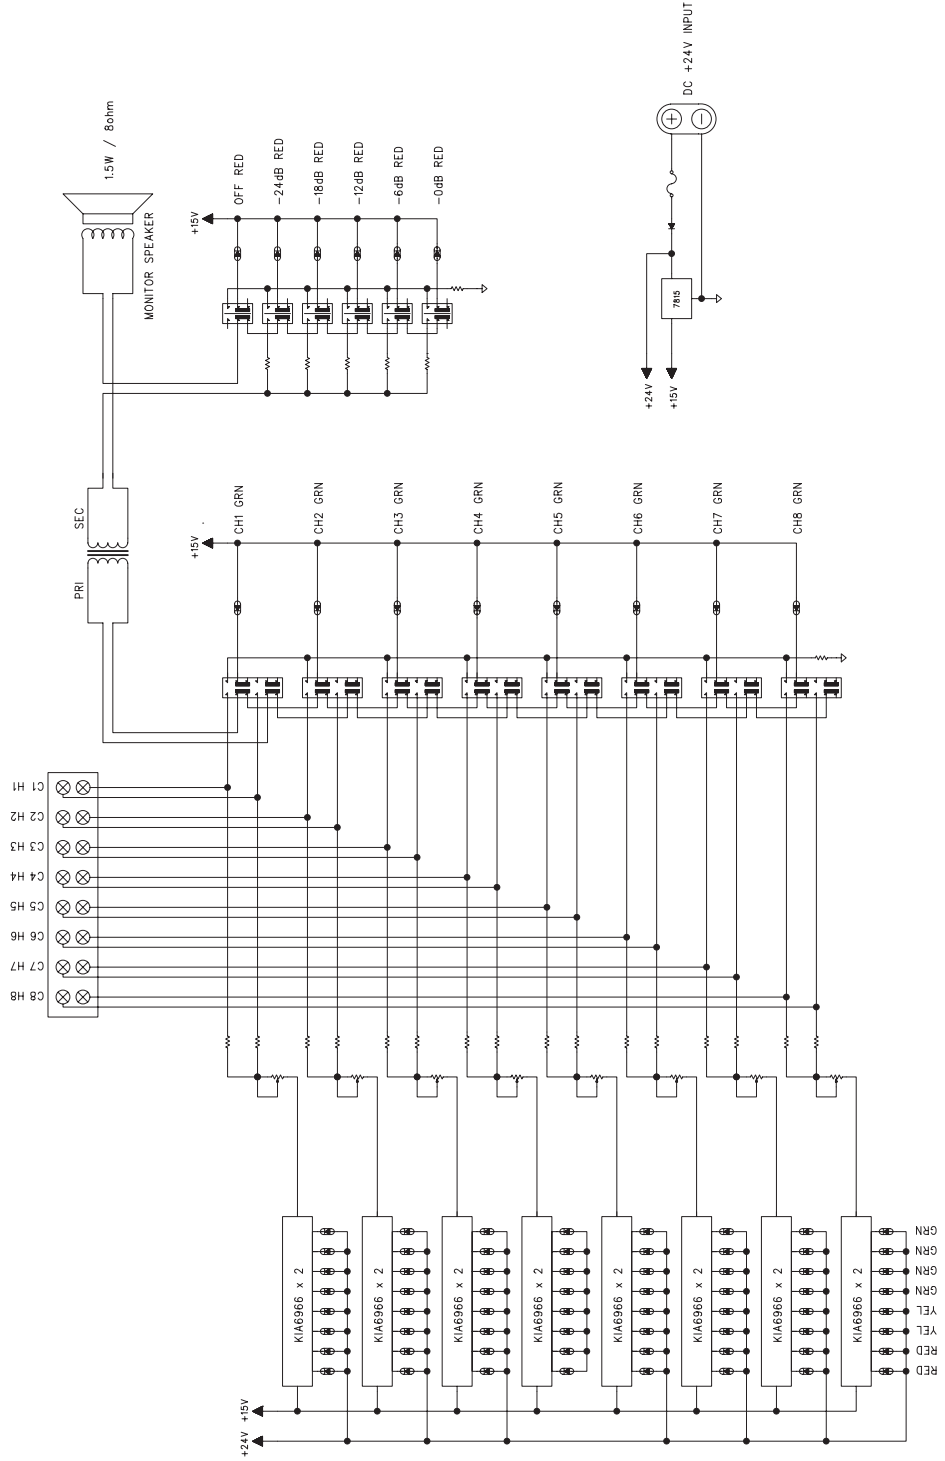 DC +24V INPUT
1.5W / 8ohm
MONITOR SPEAKER
+15V
OFF RED
-24dB RED
-18dB RED
-12dB RED
-6dB RED
-0dB RED
7815
+24V
+15V
SEC
PRI
+15V
CH1 GRN
CH2 GRN
CH3 GRN
CH4 GRN
CH5 GRN
CH6 GRN
CH7 GRN
CH8 GRN
C1 H1
C2 H2
C3 H3
C4 H4
C5 H5
C6 H6
C7 H7
C8 H8
KIA6966 x 2
KIA6966 x 2
KIA6966 x 2
KIA6966 x 2
KIA6966 x 2
KIA6966 x 2
KIA6966 x 2
KIA6966 x 2
GRN
GRN
GRN
GRN
YEL
YEL
RED
RED
+15V
+24V